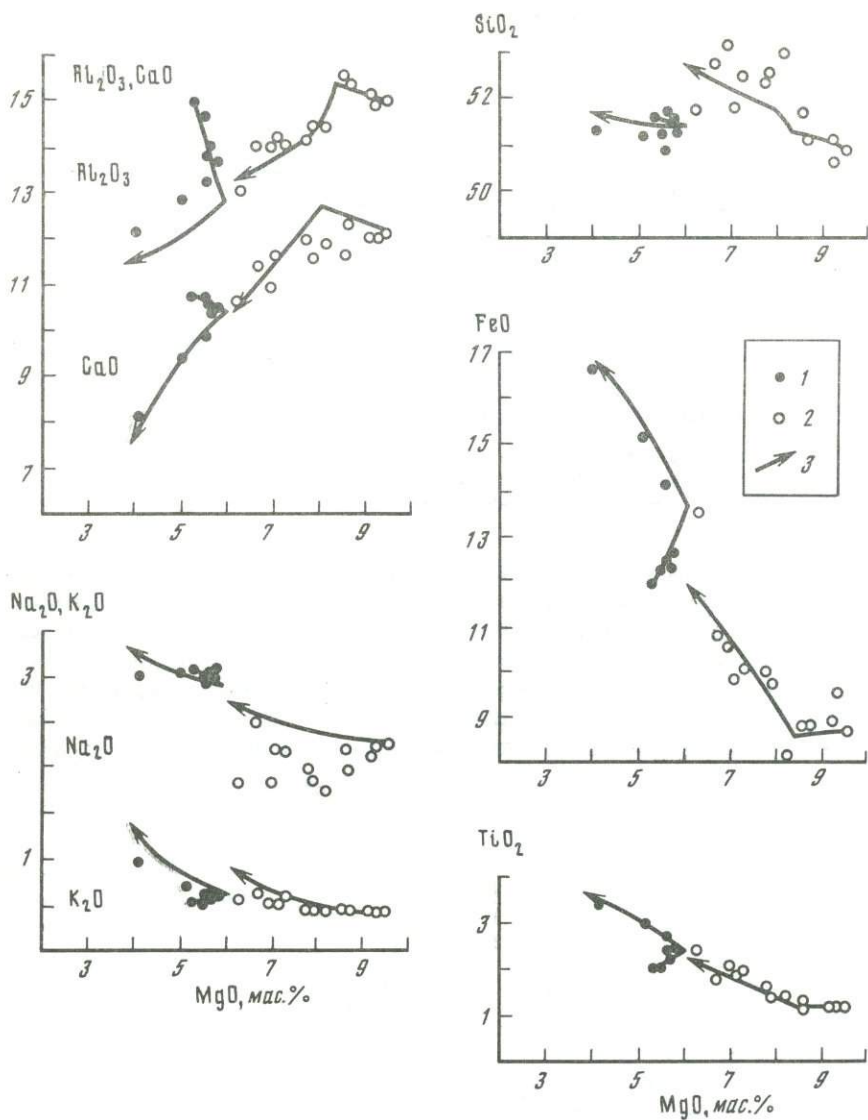 Al₂O₃, CaO
15
Al₂O₃
13
11
CaO
9
7
3 5 7 9
SiO₂
52
50
3 5 7 9
FeO
17
15
13
11
9
1
2
3
3 5 7 9
Na₂O, K₂O
3
Na₂O
1
K₂O
3 5 7 9
MgO, мас.%
TiO₂
3
1
3 5 7 9
MgO, мас.%